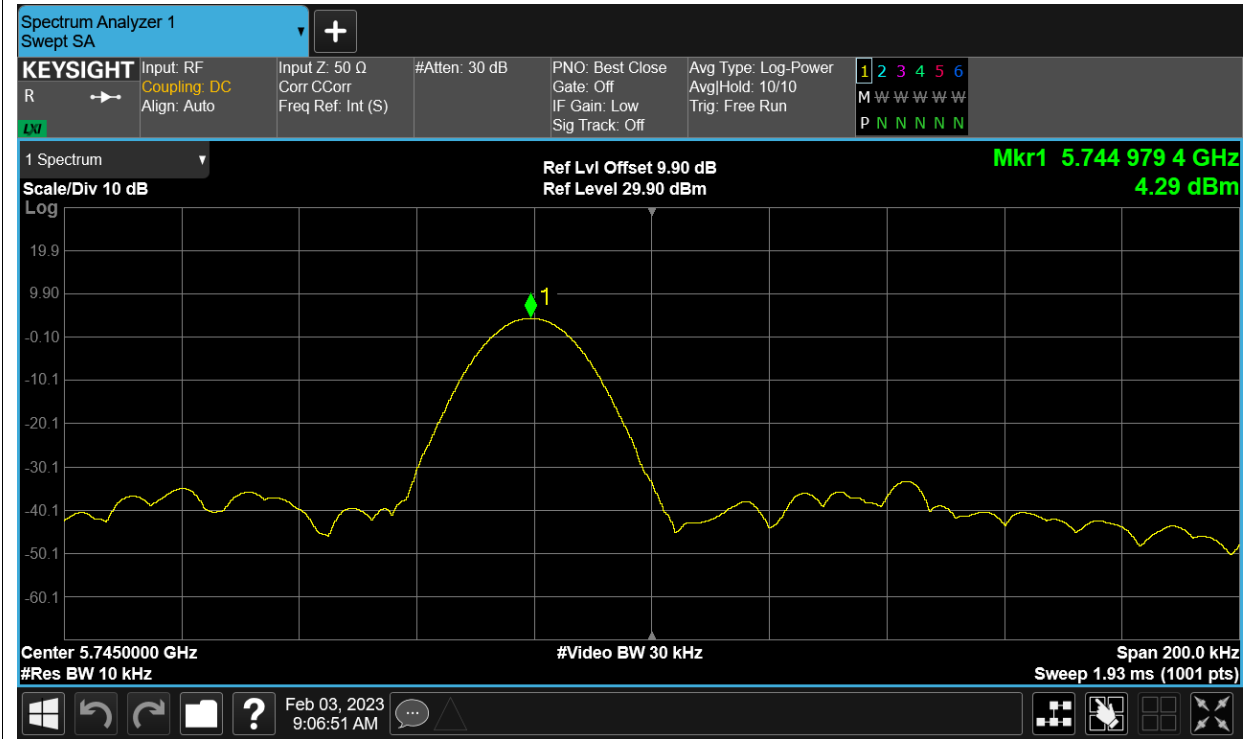 Spectrum Analyzer 1
Swept SA
KEYSIGHT
R
LXI
Input: RF
Coupling: DC
Align: Auto
Input Z: 50 Ω
Corr CCorr
Freq Ref: Int (S)
#Atten: 30 dB
PNO: Best Close
Gate: Off
IF Gain: Low
Sig Track: Off
Avg Type: Log-Power
Avg|Hold: 10/10
Trig: Free Run
1 2 3 4 5 6
M W W W W W W
P N N N N N N
1 Spectrum
Scale/Div 10 dB
Log
Ref Lvl Offset 9.90 dB
Ref Level 29.90 dBm
Mkr1 5.744 979 4 GHz
4.29 dBm
19.9
9.90
-0.10
-10.1
-20.1
-30.1
-40.1
-50.1
-60.1
1
Center 5.7450000 GHz
#Res BW 10 kHz
#Video BW 30 kHz
Span 200.0 kHz
Sweep 1.93 ms (1001 pts)
?
Feb 03, 2023
9:06:51 AM